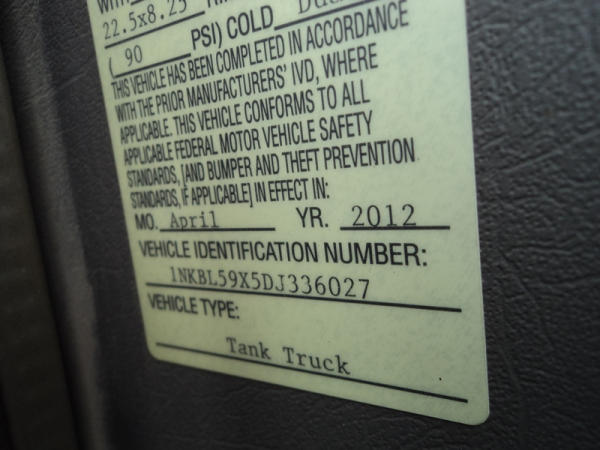 WITH
22.5x8.25
( 90 PSI) COLD Dual
THIS VEHICLE HAS BEEN COMPLETED IN ACCORDANCE
WITH THE PRIOR MANUFACTURERS' IVD, WHERE
APPLICABLE. THIS VEHICLE CONFORMS TO ALL
APPLICABLE FEDERAL MOTOR VEHICLE SAFETY
STANDARDS, [AND BUMPER AND THEFT PREVENTION
STANDARDS, IF APPLICABLE] IN EFFECT IN:
MO. April YR. 2012
VEHICLE IDENTIFICATION NUMBER:
1NKBL59X5DJ336027
VEHICLE TYPE:
Tank Truck